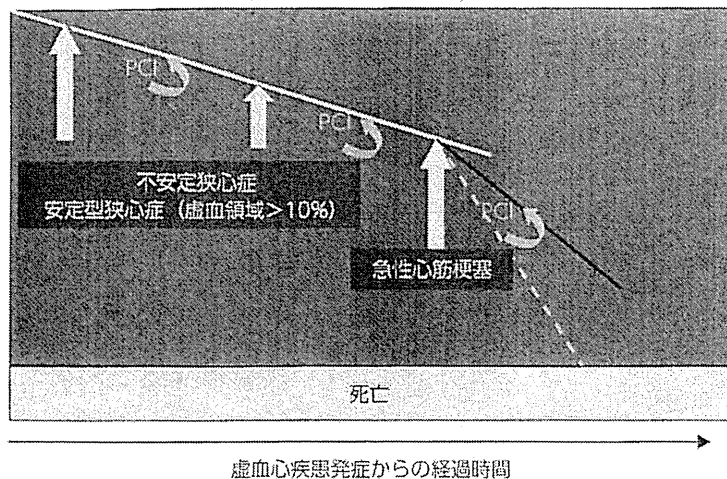 PCI
PCI
不安定狭心症
安定型狭心症（虚血領域>10%）
PCI
急性心筋梗塞
死亡
虚血心疾患発症からの経過時間